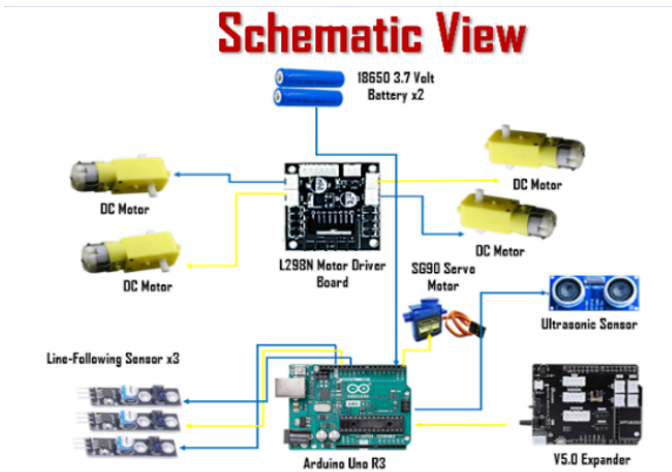 Schematic View
18650 3.7 Volt
Battery x2
DC Motor
DC Motor
L298N Motor Driver
Board
DC Motor
DC Motor
SG90 Servo
Motor
Ultrasonic Sensor
Line-Following Sensor x3
Arduino Uno R3
V5.0 Expander